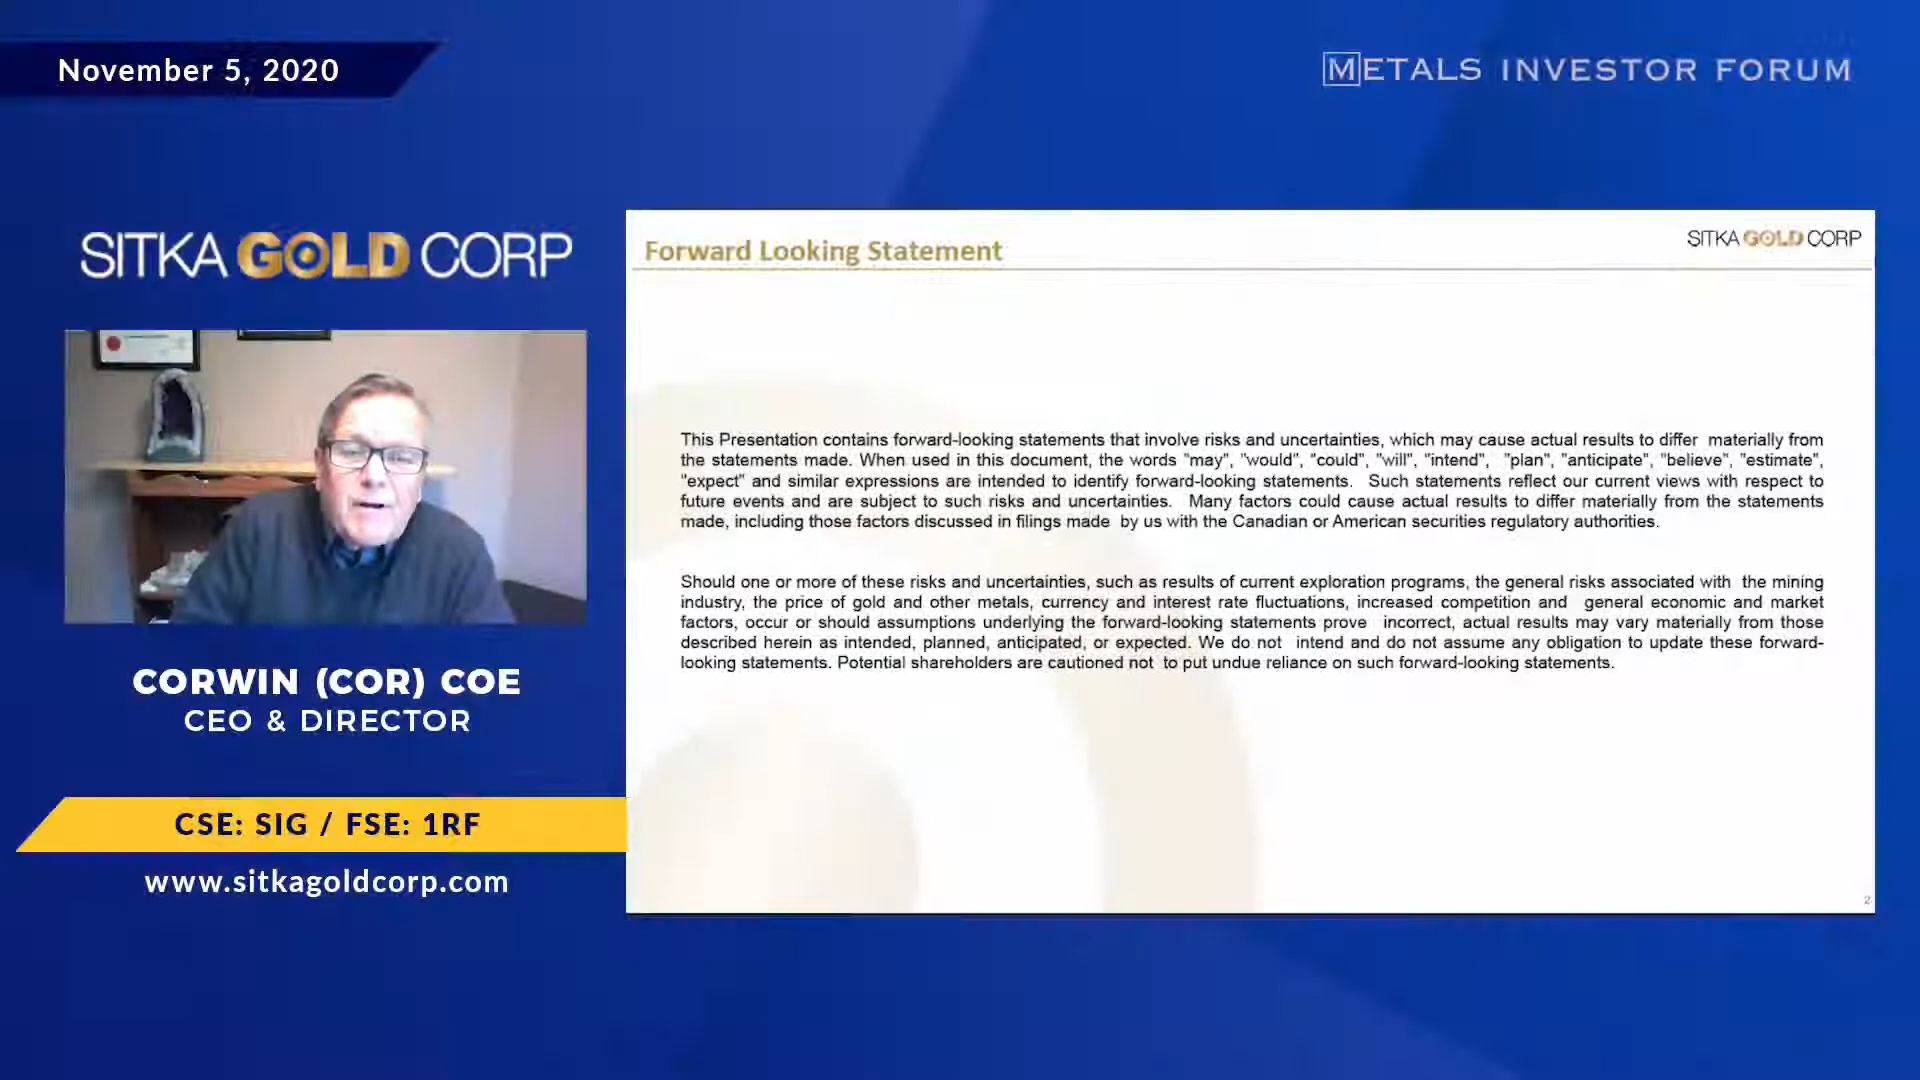 November 5, 2020
METALS INVESTOR FORUM
SITKA GOLD CORP
CORWIN (COR) COE
CEO & DIRECTOR
CSE: SIG / FSE: 1RF
www.sitkagoldcorp.com
Forward Looking Statement
SITKA GOLD CORP
This Presentation contains forward-looking statements that involve risks and uncertainties, which may cause actual results to differ materially from
the statements made. When used in this document, the words "may", "would", "could", "will", "intend", "plan", "anticipate", "believe", "estimate",
"expect" and similar expressions are intended to identify forward-looking statements. Such statements reflect our current views with respect to
future events and are subject to such risks and uncertainties. Many factors could cause actual results to differ materially from the statements
made, including those factors discussed in filings made by us with the Canadian or American securities regulatory authorities.
Should one or more of these risks and uncertainties, such as results of current exploration programs, the general risks associated with the mining
industry, the price of gold and other metals, currency and interest rate fluctuations, increased competition and general economic and market
factors, occur or should assumptions underlying the forward-looking statements prove incorrect, actual results may vary materially from those
described herein as intended, planned, anticipated, or expected. We do not intend and do not assume any obligation to update these forward-
looking statements. Potential shareholders are cautioned not to put undue reliance on such forward-looking statements.
2